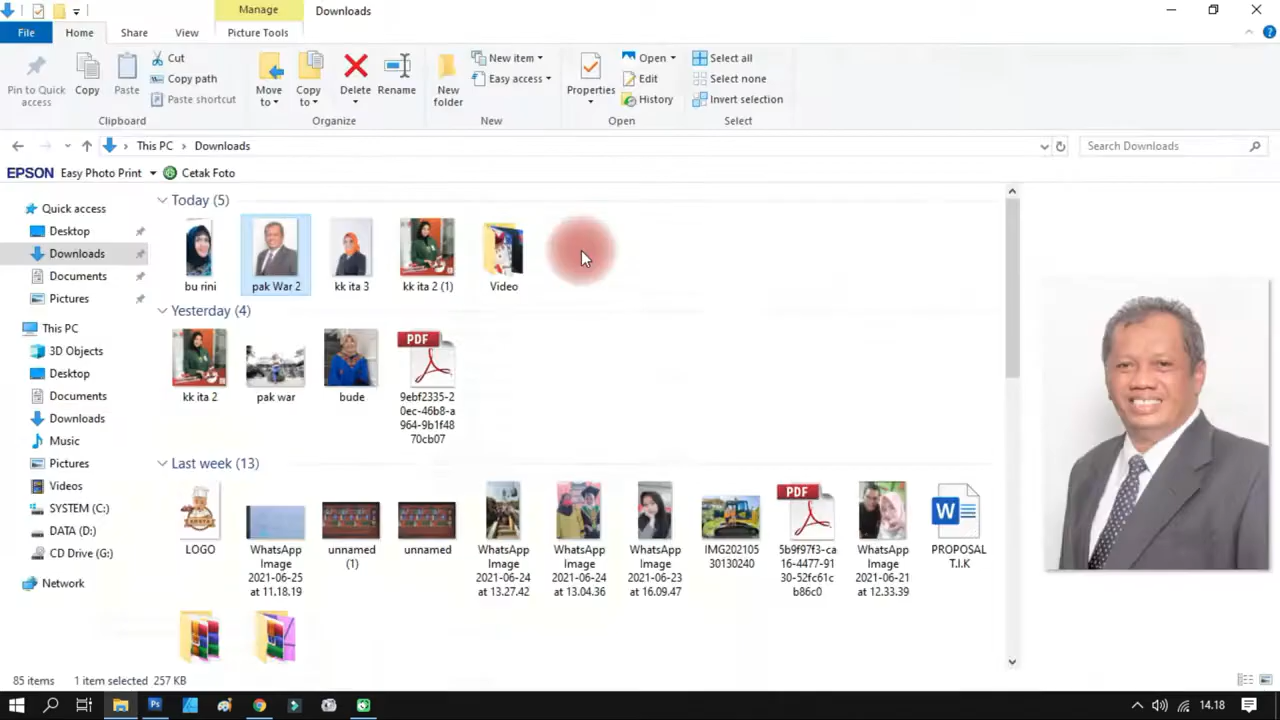 Manage
Downloads
File
Home
Share
View
Picture Tools
Pin to Quick
access
Copy
Paste
Cut
Copy path
Paste shortcut
Clipboard
Move
to
Copy
to
Delete
Rename
Organize
New
folder
New item
Easy access
New
Properties
Open
Edit
History
Open
Select all
Select none
Invert selection
Select
This PC
Downloads
Search Downloads
EPSON Easy Photo Print
Cetak Foto
Quick access
Desktop
Downloads
Documents
Pictures
This PC
3D Objects
Desktop
Documents
Downloads
Music
Pictures
Videos
SYSTEM (C:)
DATA (D:)
CD Drive (G:)
Network
Today (5)
bu rini
pak War 2
kk ita 3
kk ita 2 (1)
Video
Yesterday (4)
kk ita 2
pak war
bude
PDF
9ebf2335-2
0ec-46b8-a
964-9b1f48
70cb07
Last week (13)
LOGO
WhatsApp
Image
2021-06-25
at 11.18.19
unnamed
(1)
unnamed
WhatsApp
Image
2021-06-24
at 13.27.42
WhatsApp
Image
2021-06-24
at 13.04.36
WhatsApp
Image
2021-06-23
at 16.09.47
IMG202105
30130240
PDF
5b9f97f3-ca
16-4477-91
30-52fc61c
b86c0
WhatsApp
Image
2021-06-21
at 12.33.39
W
PROPOSAL
T.I.K
85 items
1 item selected 257 KB
Ps
14.18